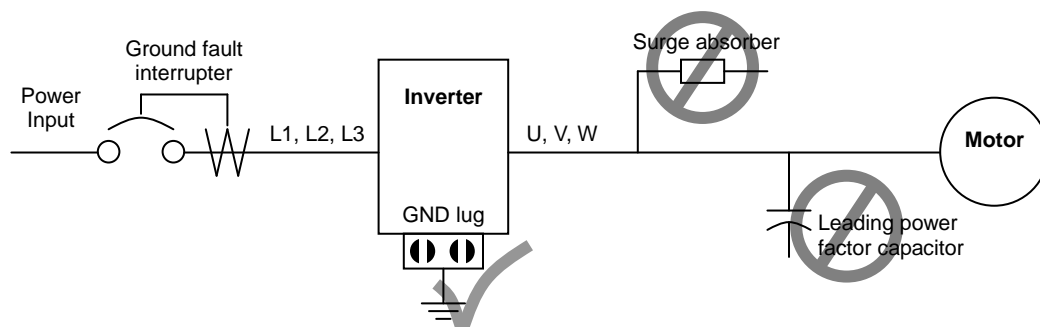 Ground fault
interrupter
Surge absorber
Power
Input
Inverter
L1, L2, L3
U, V, W
Motor
GND lug
Leading power
factor capacitor